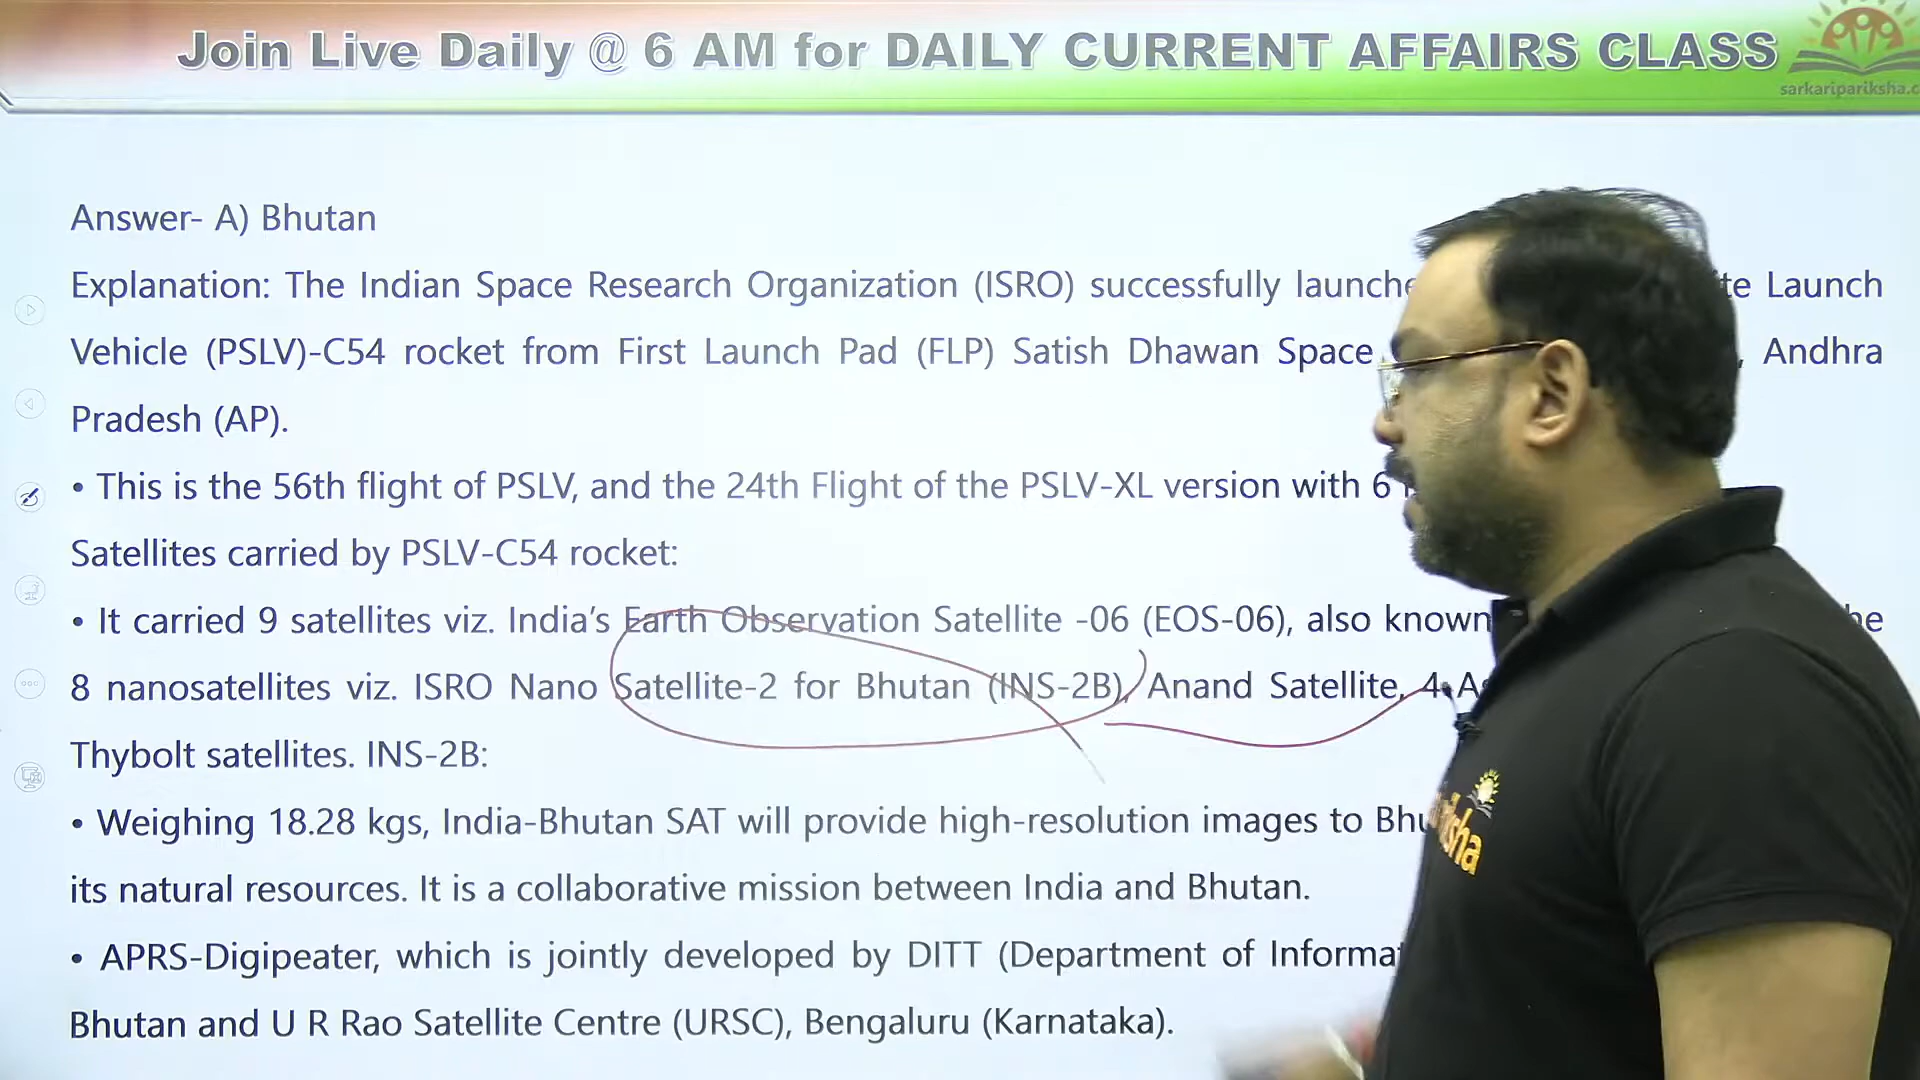 Join Live Daily @ 6 AM for DAILY CURRENT AFFAIRS CLASS
sarkaripariksha.c
Answer- A) Bhutan
Explanation: The Indian Space Research Organization (ISRO) successfully launche te Launch
Vehicle (PSLV)-C54 rocket from First Launch Pad (FLP) Satish Dhawan Space , Andhra
Pradesh (AP).
• This is the 56th flight of PSLV, and the 24th Flight of the PSLV-XL version with 6
Satellites carried by PSLV-C54 rocket:
• It carried 9 satellites viz. India’s Earth Observation Satellite -06 (EOS-06), also known he
8 nanosatellites viz. ISRO Nano Satellite-2 for Bhutan (INS-2B), Anand Satellite, 4 A
Thybolt satellites. INS-2B:
• Weighing 18.28 kgs, India-Bhutan SAT will provide high-resolution images to Bhu
its natural resources. It is a collaborative mission between India and Bhutan.
• APRS-Digipeater, which is jointly developed by DITT (Department of Informa
Bhutan and U R Rao Satellite Centre (URSC), Bengaluru (Karnataka).